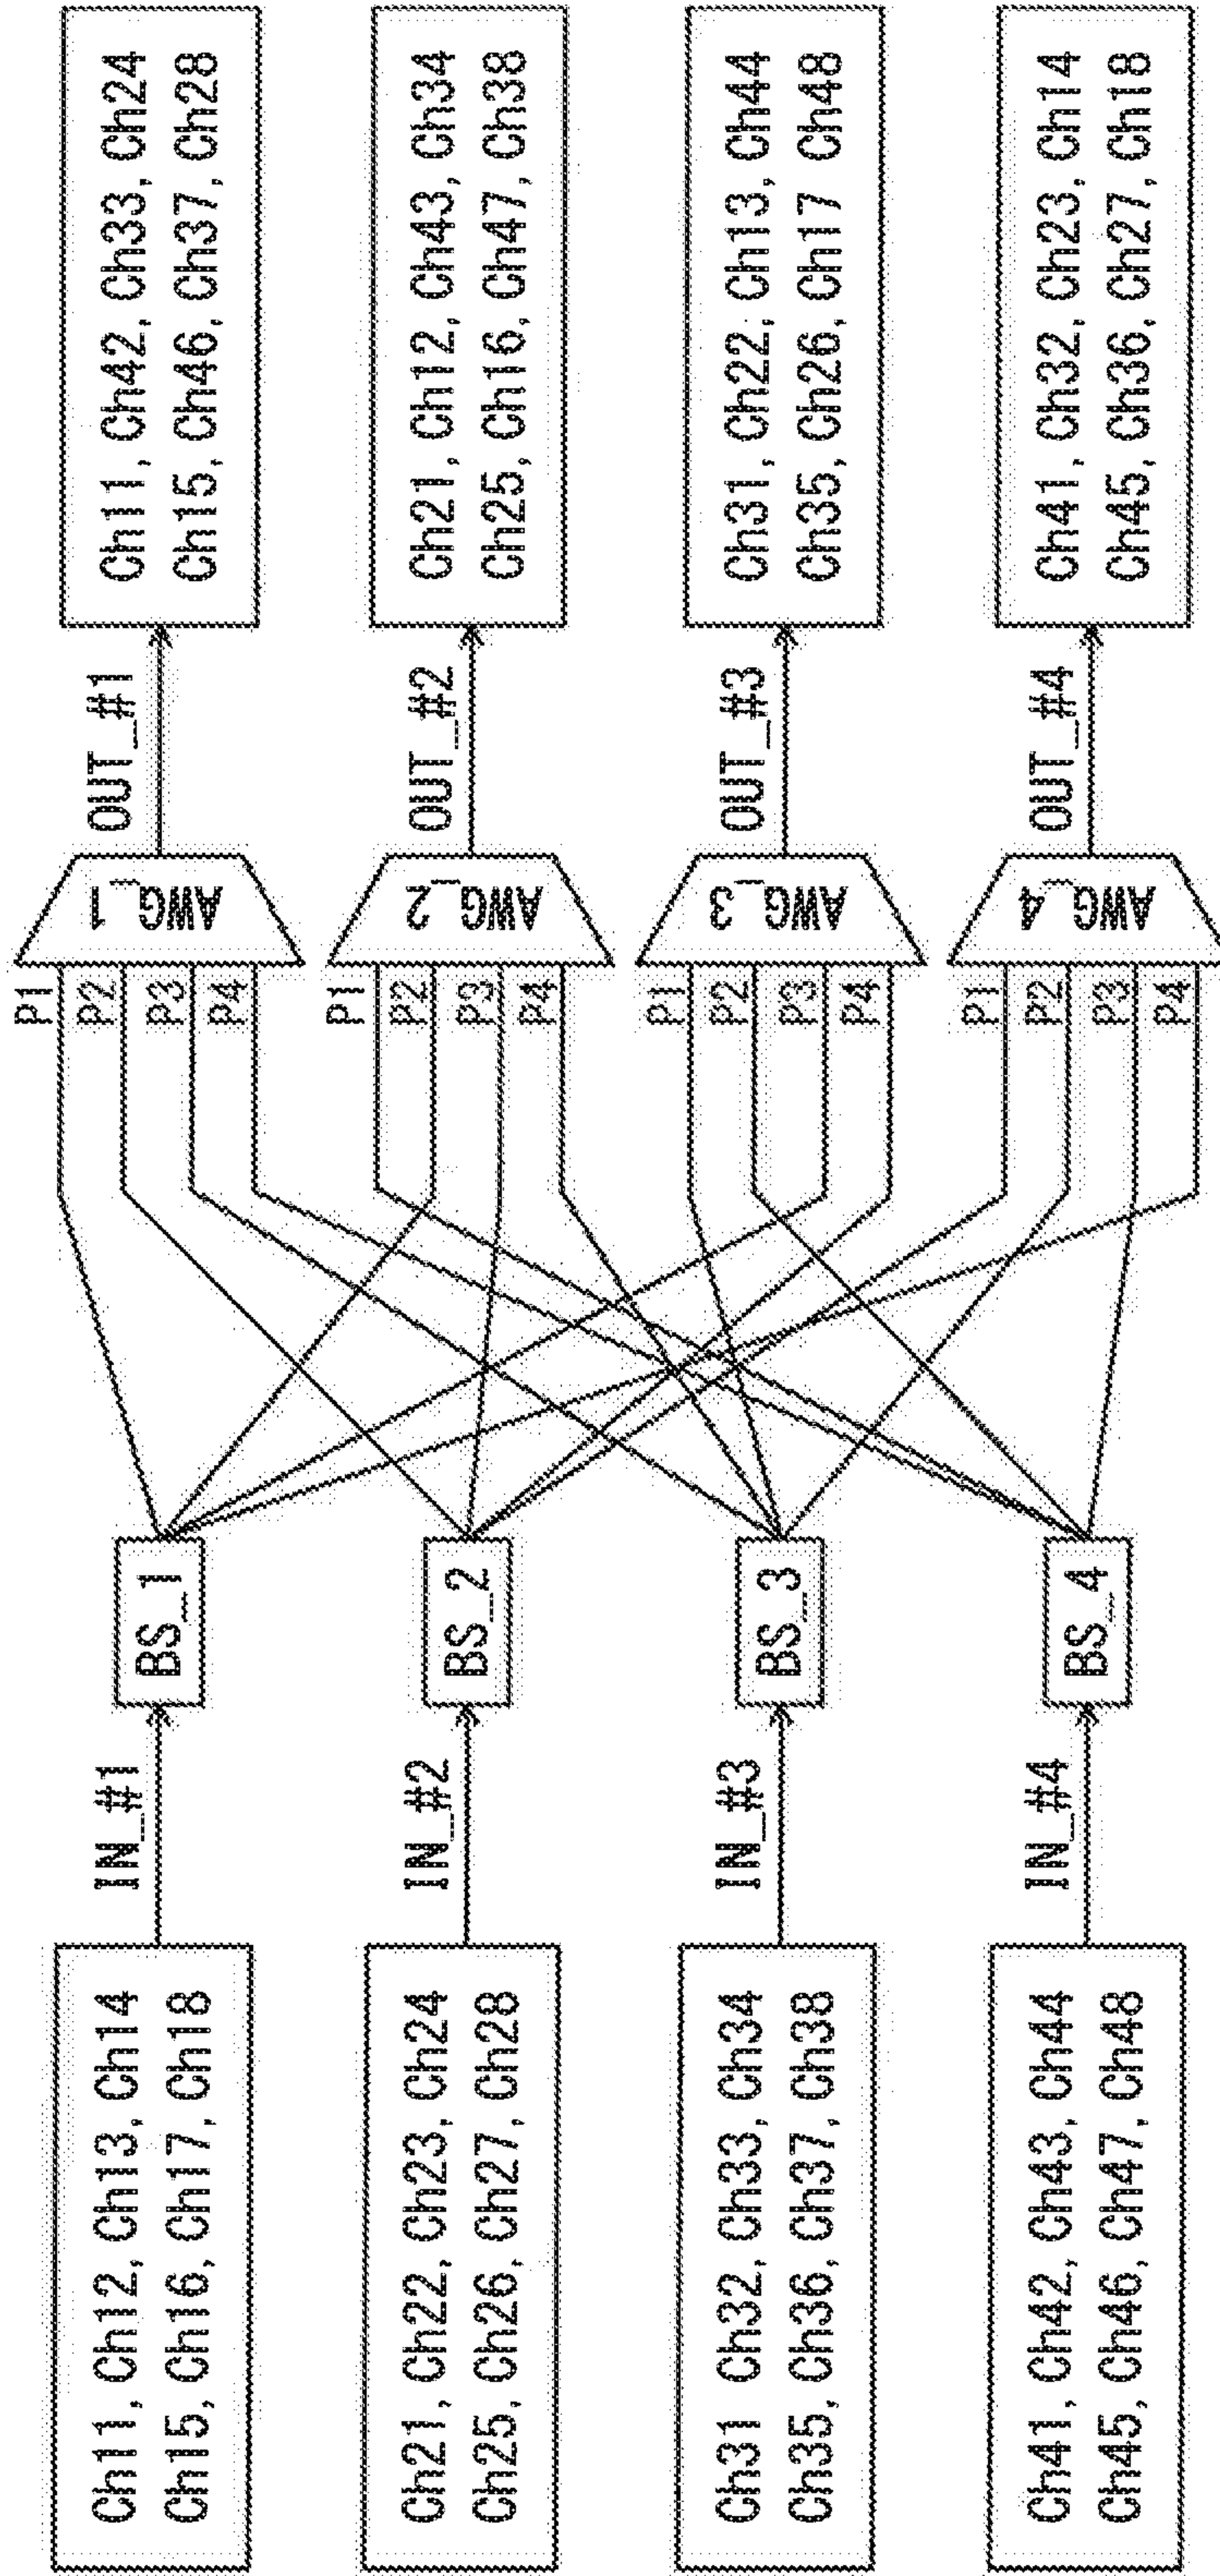 Ch11, Ch12, Ch13, Ch14
Ch15, Ch16, Ch17, Ch18
IN_#1
BS_1
P1
P2
P3
P4
AWG_1
OUT_#1
Ch11, Ch42, Ch33, Ch24
Ch15, Ch46, Ch37, Ch28
Ch21, Ch22, Ch23, Ch24
Ch25, Ch26, Ch27, Ch28
IN_#2
BS_2
P1
P2
P3
P4
AWG_2
OUT_#2
Ch21, Ch12, Ch43, Ch34
Ch25, Ch16, Ch47, Ch38
Ch31 Ch32, Ch33, Ch34
Ch35, Ch36, Ch37, Ch38
IN_#3
BS_3
P1
P2
P3
P4
AWG_3
OUT_#3
Ch31, Ch22, Ch13, Ch44
Ch35, Ch26, Ch17, Ch48
Ch41, Ch42, Ch43, Ch44
Ch45, Ch46, Ch47, Ch48
IN_#4
BS_4
P1
P2
P3
P4
AWG_4
OUT_#4
Ch41, Ch32, Ch23, Ch14
Ch45, Ch36, Ch27, Ch18